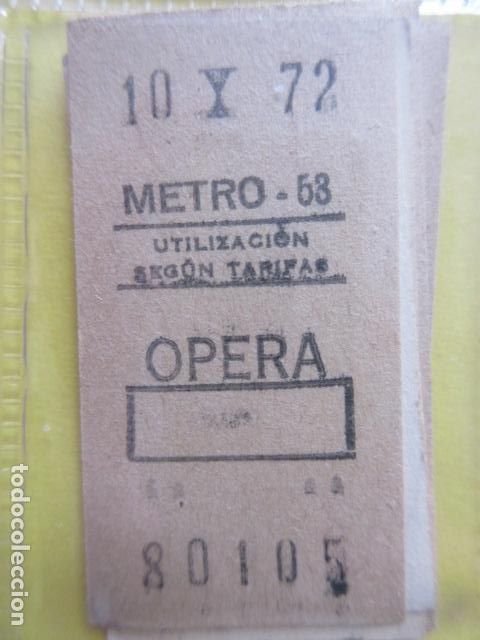 10 X 72
METRO - 53
UTILIZACIÓN
SEGÚN TARIFAS
OPERA
80105
todocoleccion